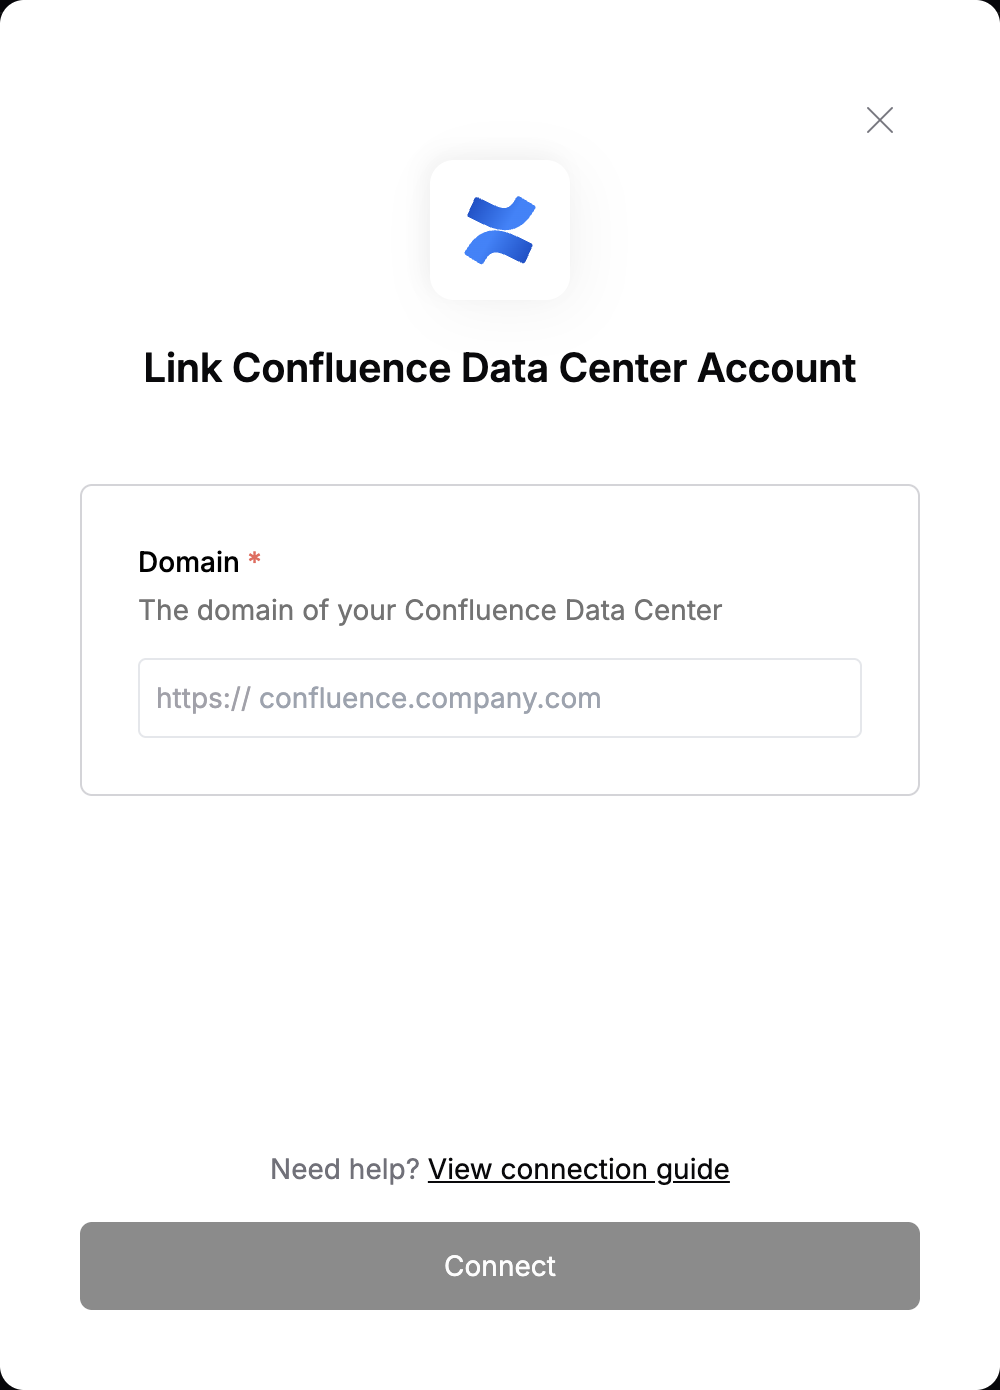 Link Confluence Data Center Account
Domain *
The domain of your Confluence Data Center
https:// confluence.company.com
Need help? View connection guide
Connect